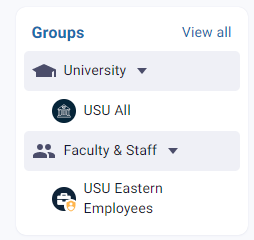 Groups View all
University
USU All
Faculty & Staff
USU Eastern
Employees